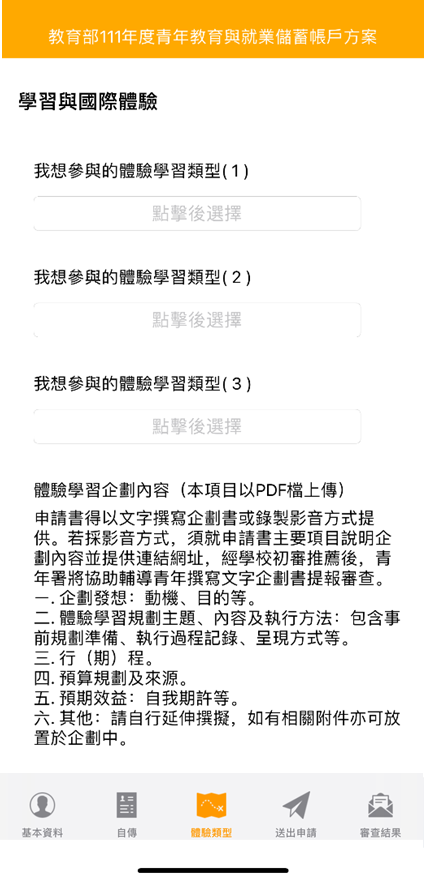 教育部111年度青年教育與就業儲蓄帳戶方案
學習與國際體驗
我想參與的體驗學習類型(1)
點擊後選擇
我想參與的體驗學習類型(2)
點擊後選擇
我想參與的體驗學習類型(3)
點擊後選擇
體驗學習企劃內容（本項目以PDF檔上傳）
申請書得以文字撰寫企劃書或錄製影音方式提
供。若採影音方式，須就申請書主要項目說明企
劃內容並提供連結網址，經學校初審推薦後，青
年署將協助輔導青年撰寫文字企劃書提報審查。
一. 企劃發想：動機、目的等。
二. 體驗學習規劃主題、內容及執行方法：包含事
前規劃準備、執行過程記錄、呈現方式等。
三. 行（期）程。
四. 預算規劃及來源。
五. 預期效益：自我期許等。
六. 其他：請自行延伸撰擬，如有相關附件亦可放
置於企劃中。
基本資料
自傳
體驗類型
送出申請
審查結果